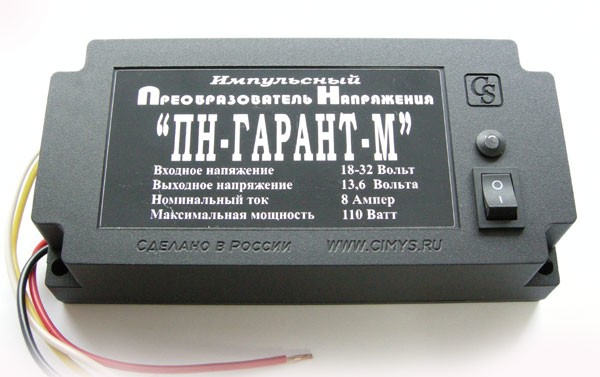 Импульсный
CS
Преобразователь Напряжения
"ПН-ГАРАНТ-М"
Входное напряжение 18-32 Вольт
Выходное напряжение 13,6 Вольта
Номинальный ток 8 Ампер
Максимальная мощность 110 Ватт
O
I
Сделано в России www.cimys.ru